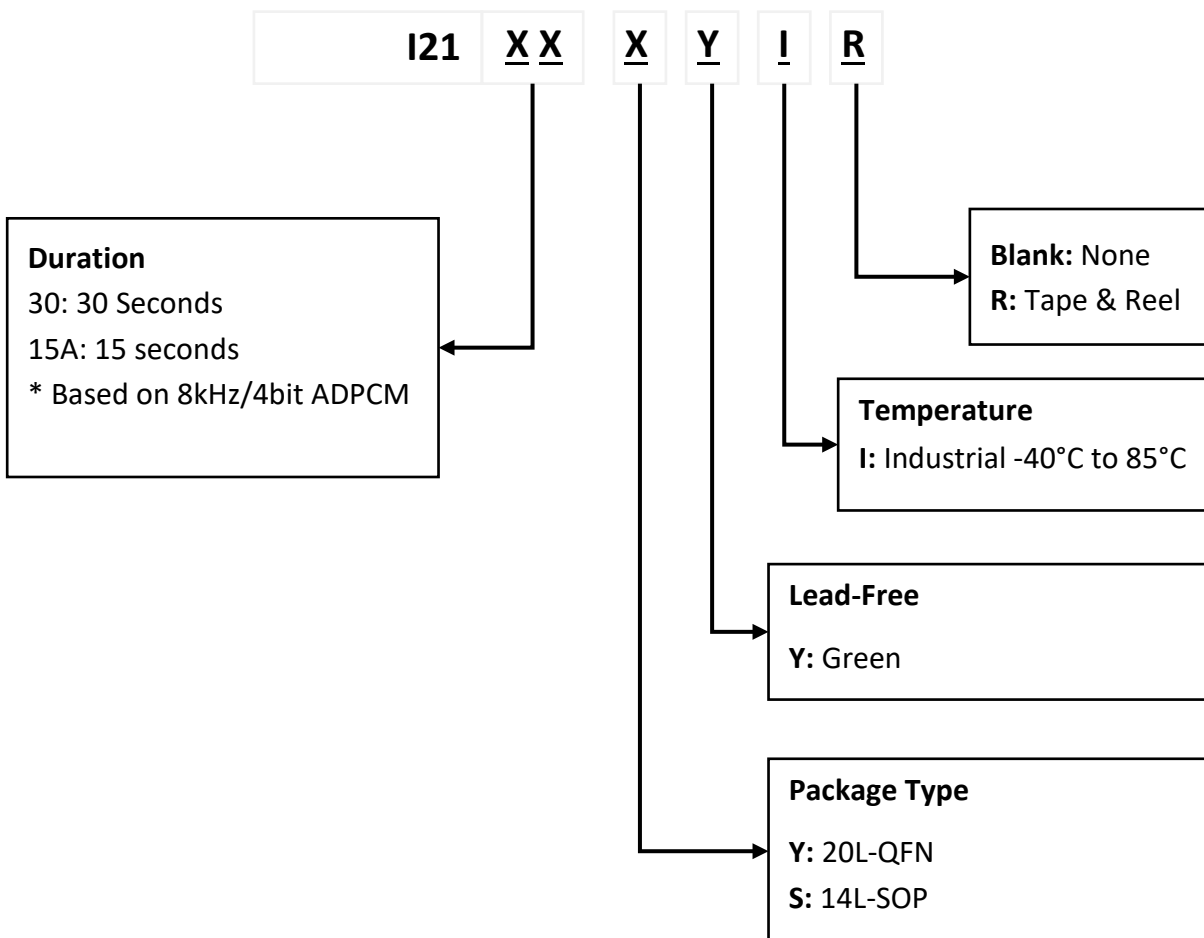 I21 XX X Y I R
Duration
30: 30 Seconds
15A: 15 seconds
* Based on 8kHz/4bit ADPCM
Blank: None
R: Tape & Reel
Temperature
I: Industrial -40°C to 85°C
Lead-Free
Y: Green
Package Type
Y: 20L-QFN
S: 14L-SOP